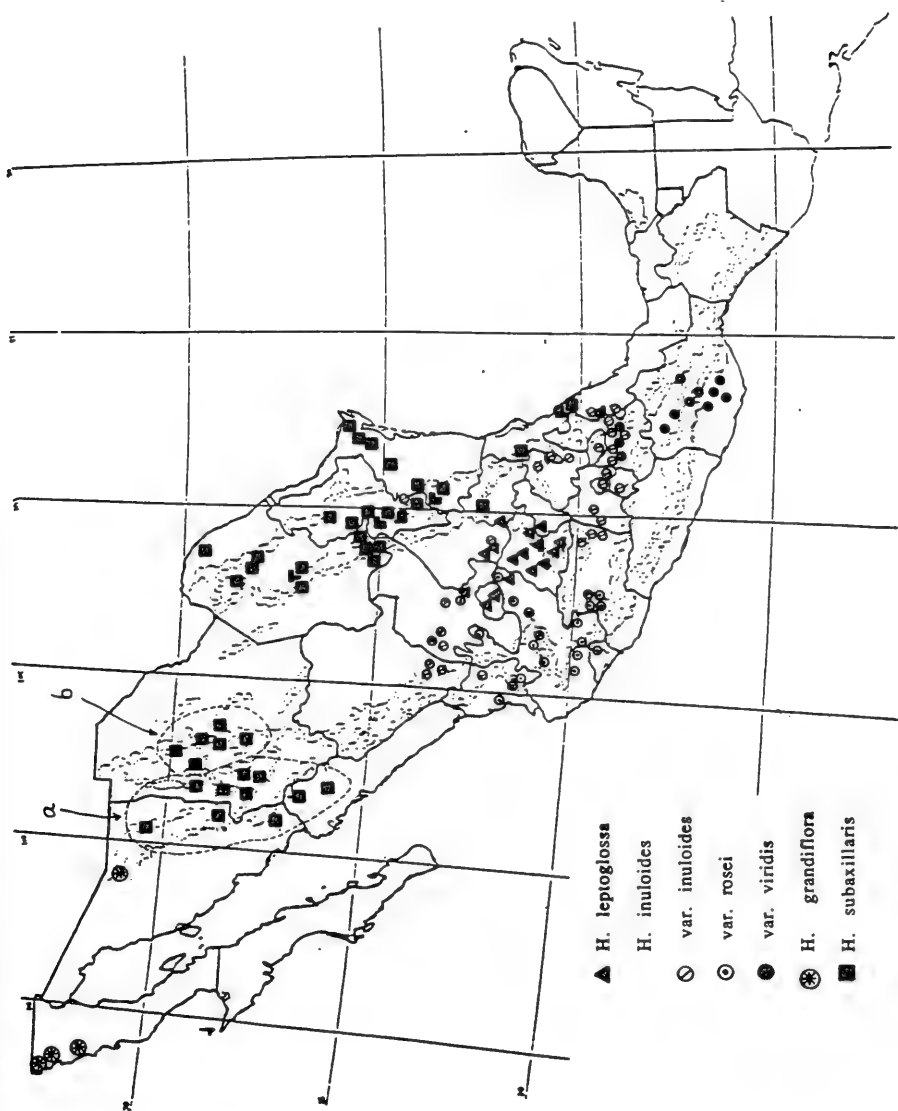 b
a
H. leptoglossa
H. inuloides
var. inuloides
var. rosei
var. viridis
H. grandiflora
H. subaxillaris